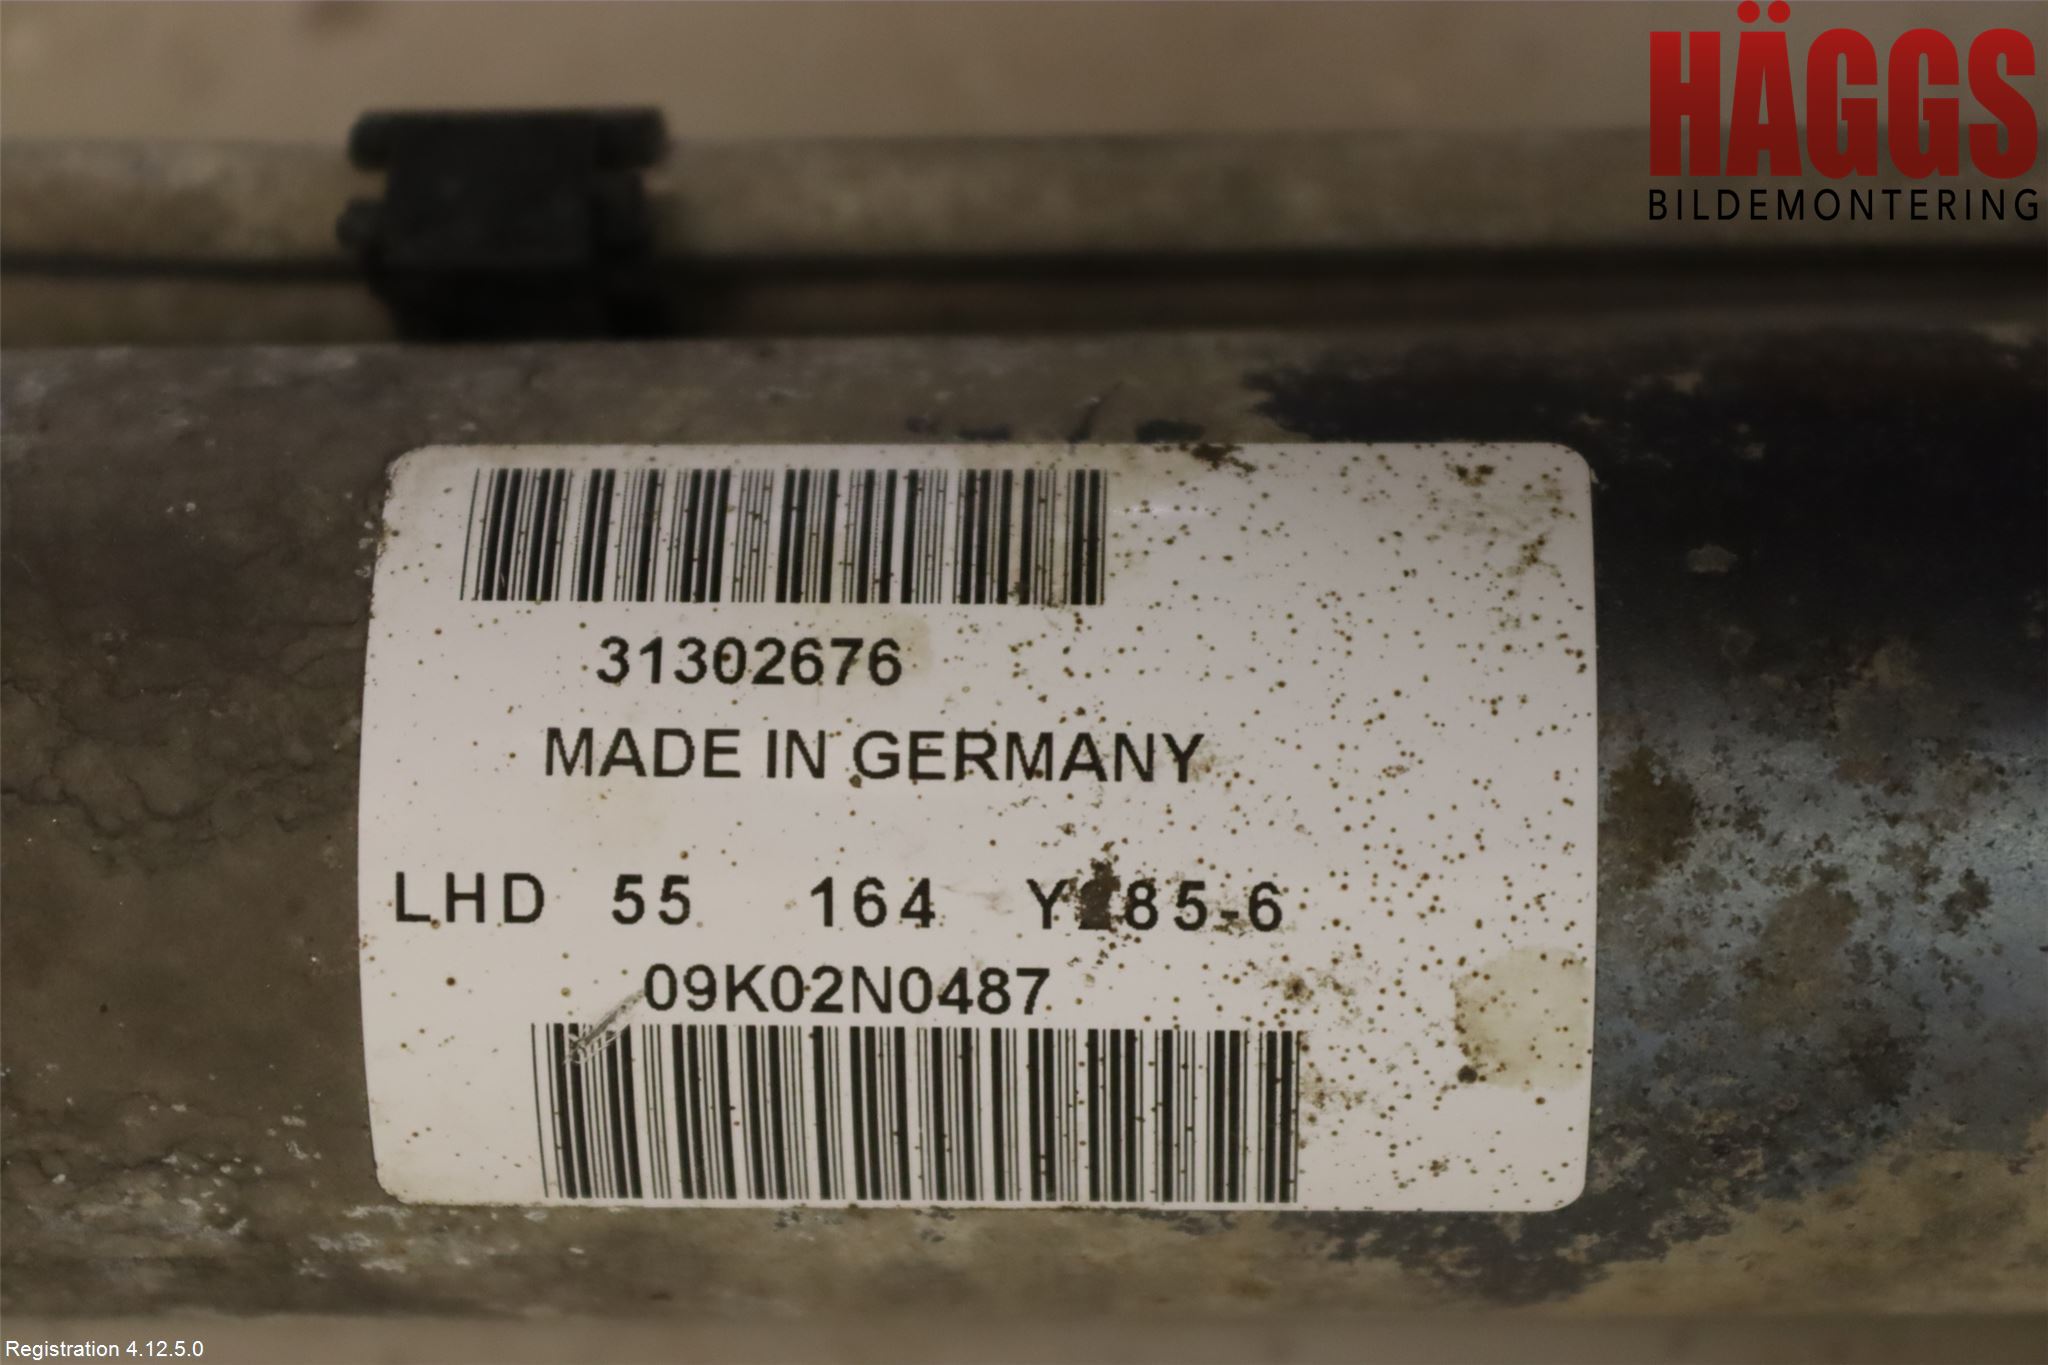 HÄGGS
BILDEMONTERING
31302676
MADE IN GERMANY
LHD 55 164
09K02N0487
Registration 4.12.5.0